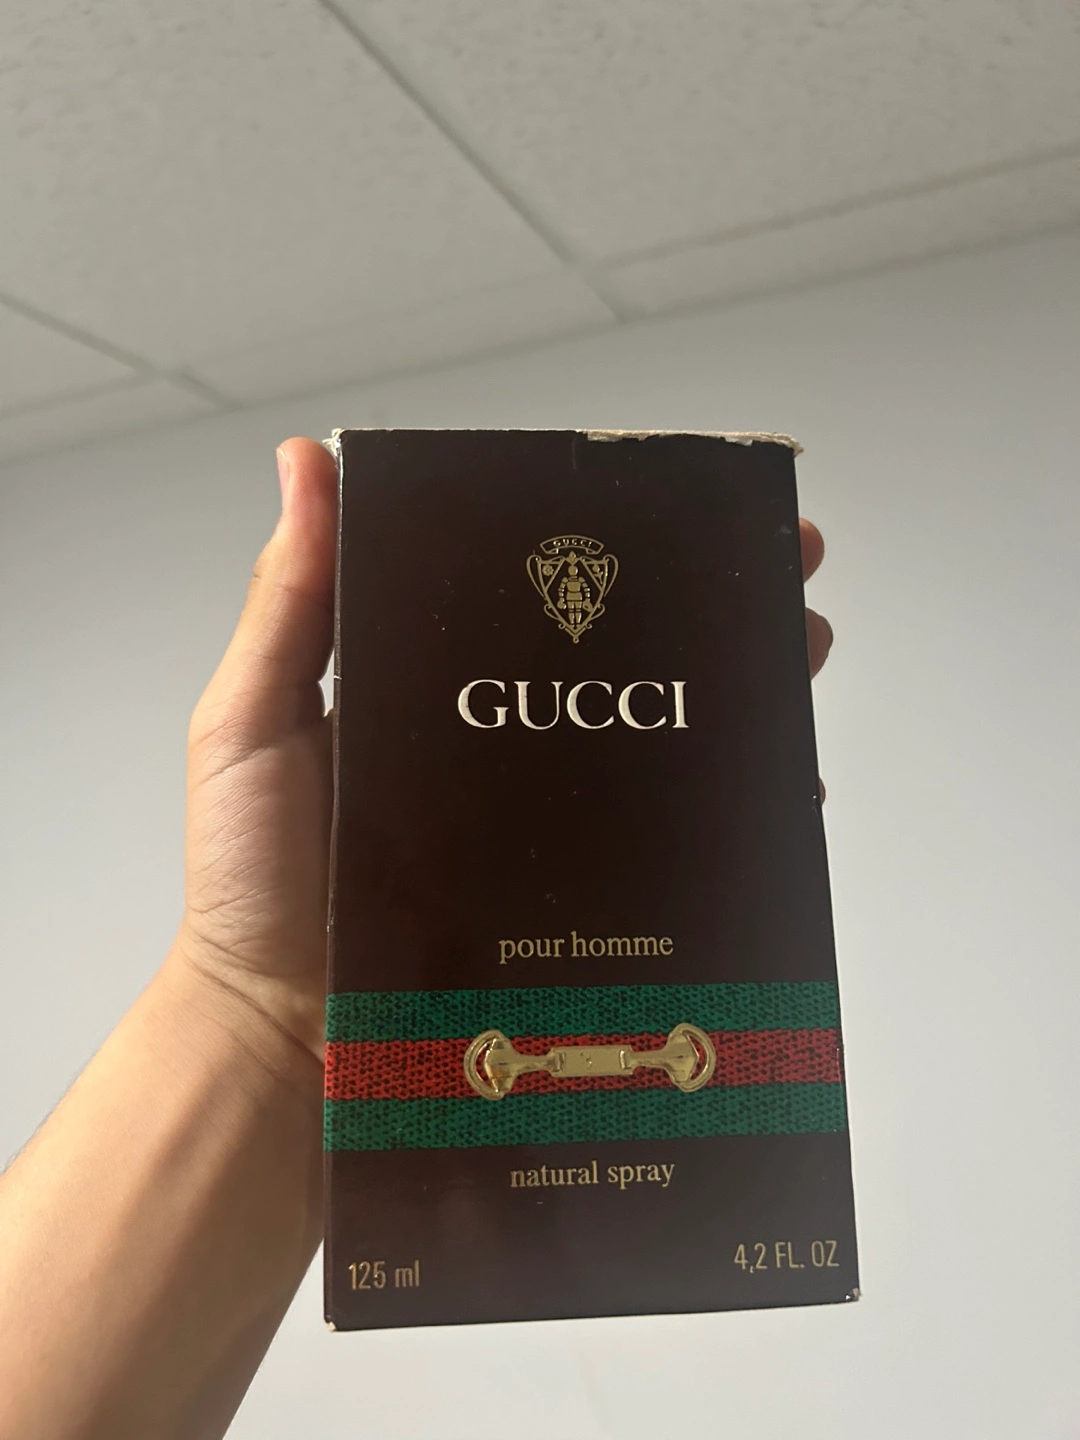 GUCCI
GUCCI
pour homme
natural spray
125 ml
4,2 FL. OZ